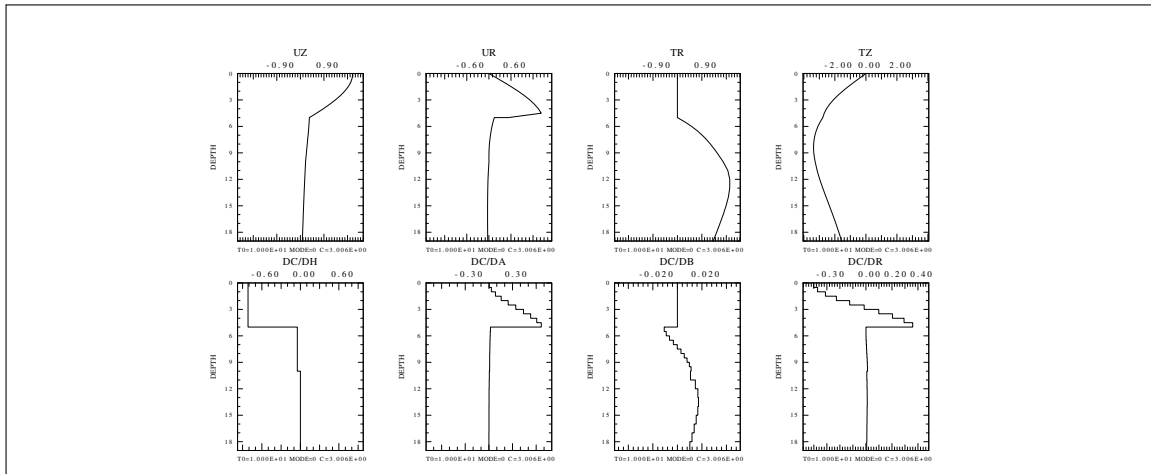 UZ
-0.90 0.90
0
3
6
9
12
15
18
DEPTH
T0=1.000E+01 MODE=0 C=3.006E+00
UR
-0.60 0.60
0
3
6
9
12
15
18
DEPTH
T0=1.000E+01 MODE=0 C=3.006E+00
TR
-0.90 0.90
0
3
6
9
12
15
18
DEPTH
T0=1.000E+01 MODE=0 C=3.006E+00
TZ
-2.00 0.00 2.00
0
3
6
9
12
15
18
DEPTH
T0=1.000E+01 MODE=0 C=3.006E+00
DC/DH
-0.60 0.00 0.60
0
3
6
9
12
15
18
DEPTH
T0=1.000E+01 MODE=0 C=3.006E+00
DC/DA
-0.30 0.30
0
3
6
9
12
15
18
DEPTH
T0=1.000E+01 MODE=0 C=3.006E+00
DC/DB
-0.020 0.020
0
3
6
9
12
15
18
DEPTH
T0=1.000E+01 MODE=0 C=3.006E+00
DC/DR
-0.30 0.00 0.20 0.40
0
3
6
9
12
15
18
DEPTH
T0=1.000E+01 MODE=0 C=3.006E+00